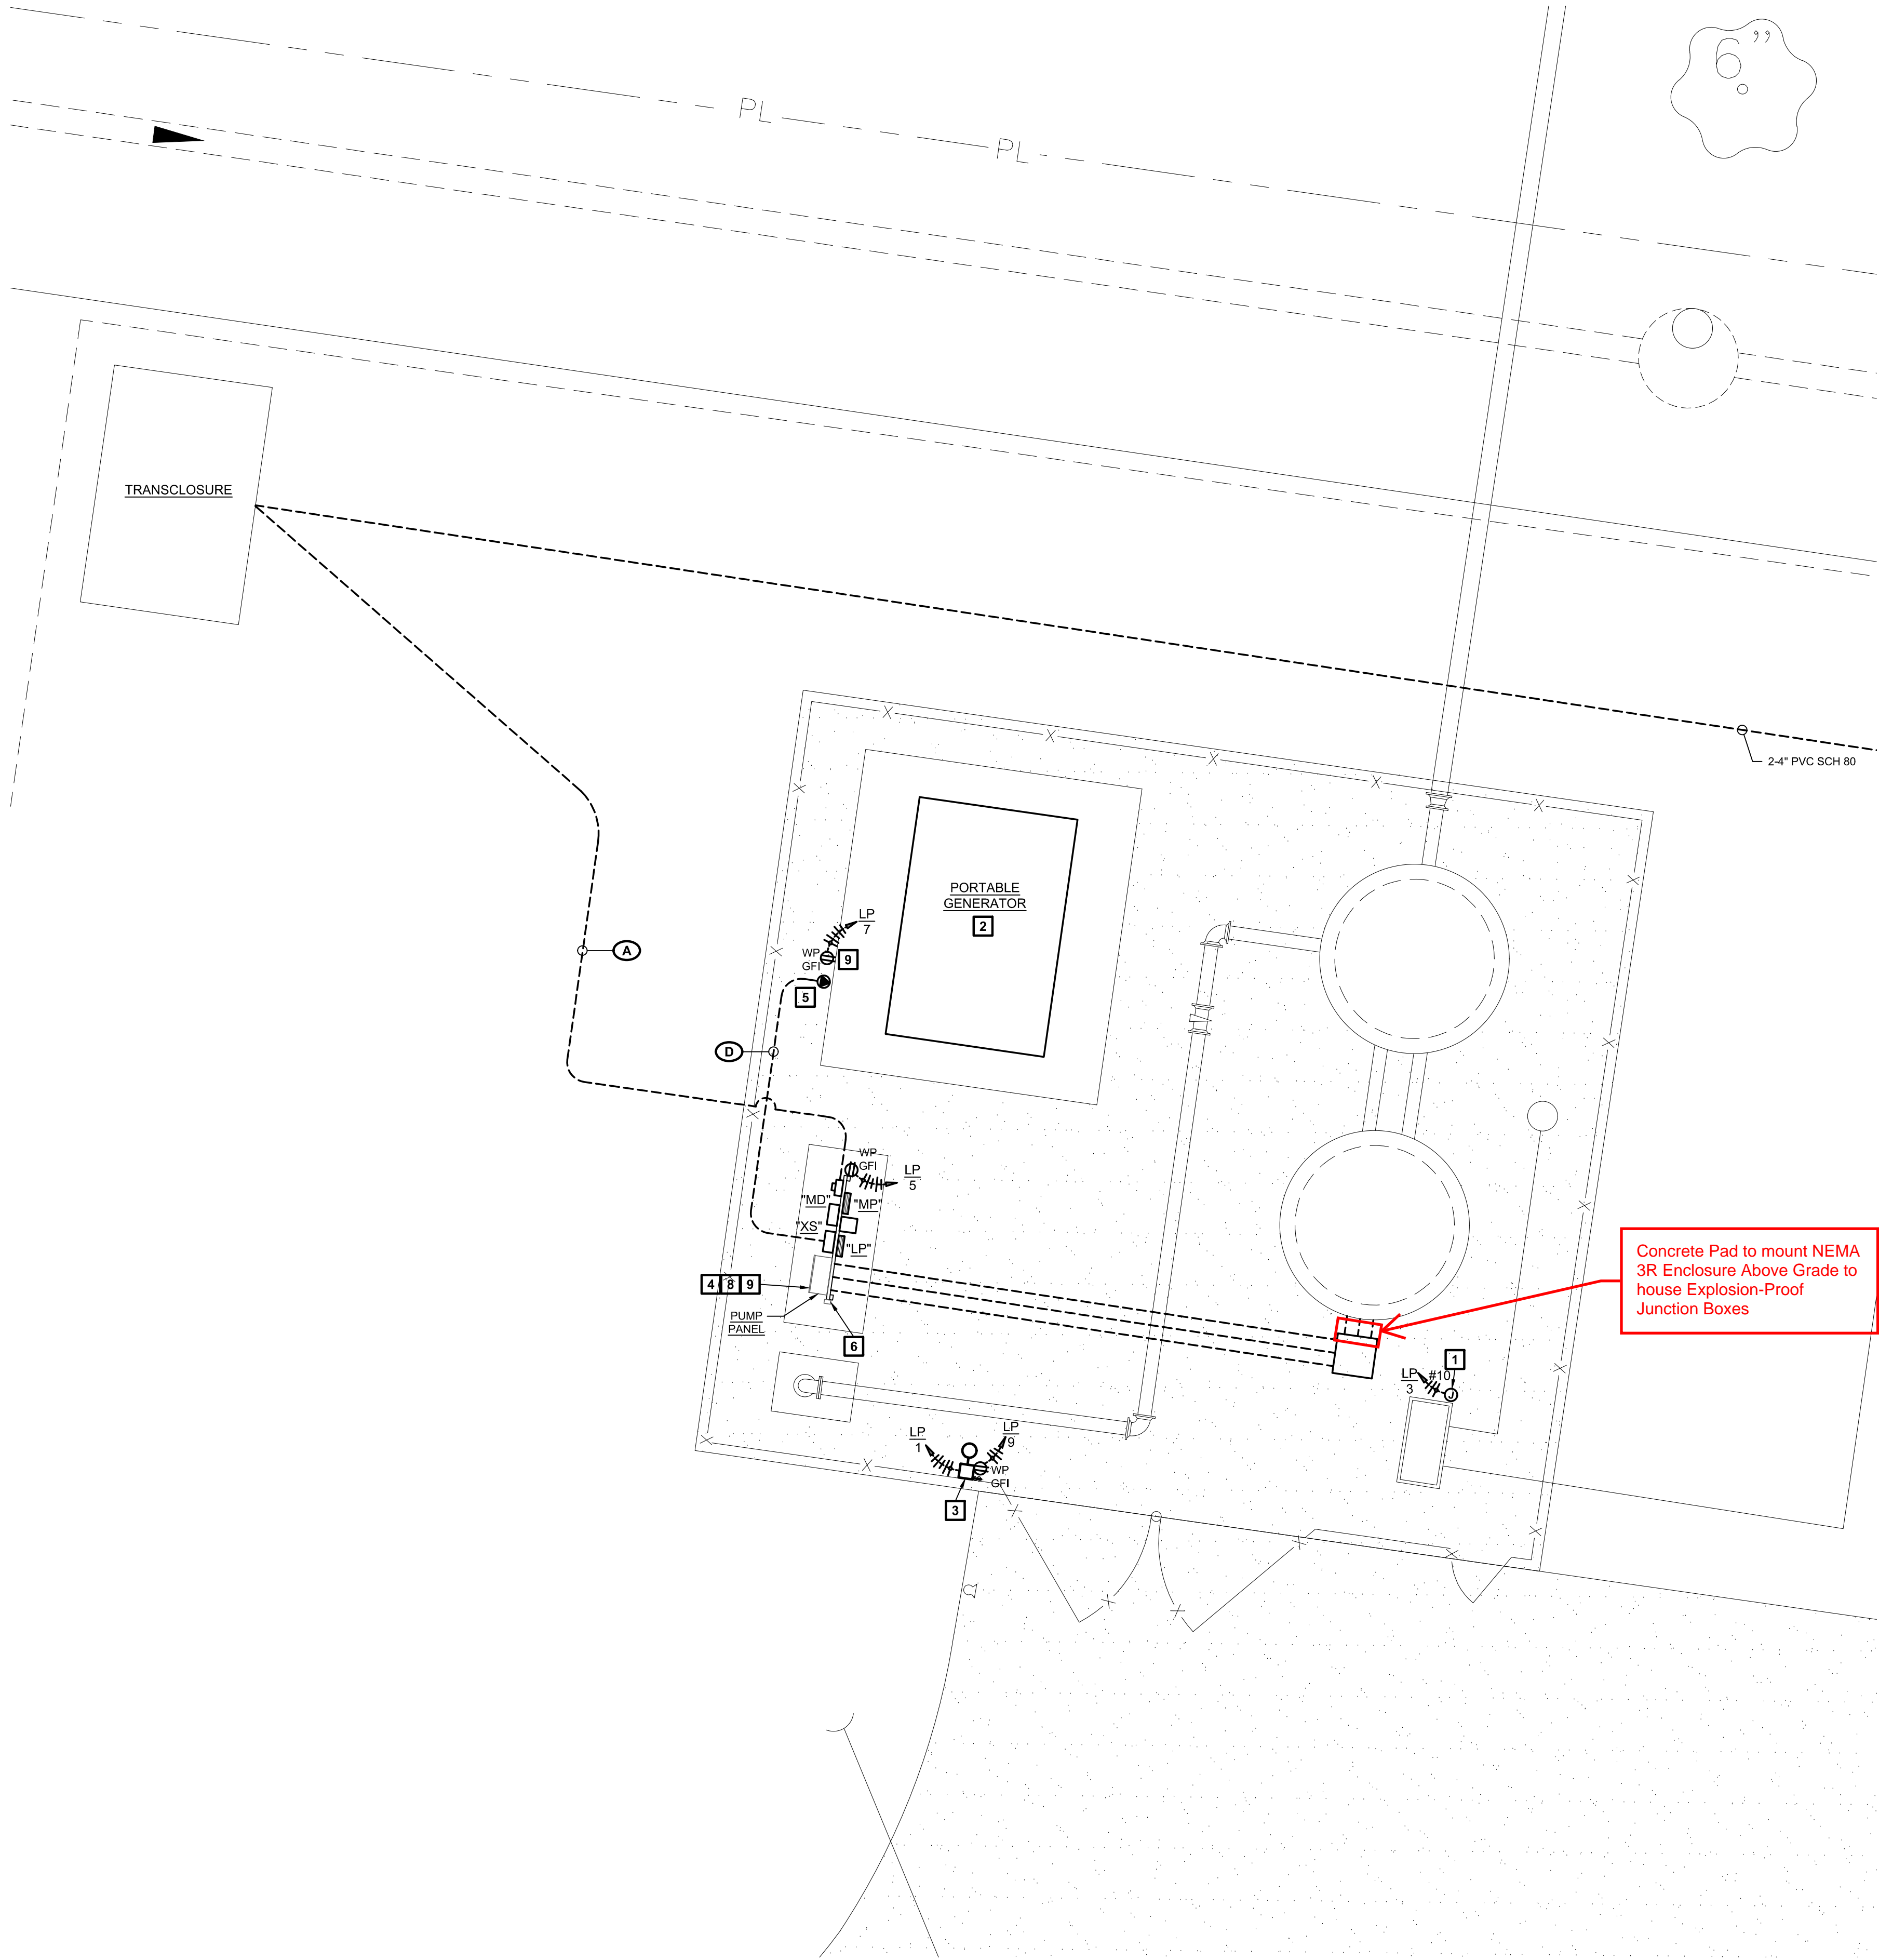 6"
PL
PL
TRANSCLOSURE
2-4" PVC SCH 80
PORTABLE
GENERATOR
2
LP
7
WP
GFI
9
5
A
D
WP
GFI
LP
5
"MD"
"MP"
"XS"
"LP"
4 8 9
PUMP
PANEL
6
Concrete Pad to mount NEMA
3R Enclosure Above Grade to
house Explosion-Proof
Junction Boxes
1
LP
3
#10
J
LP
1
LP
9
WP
GFI
3